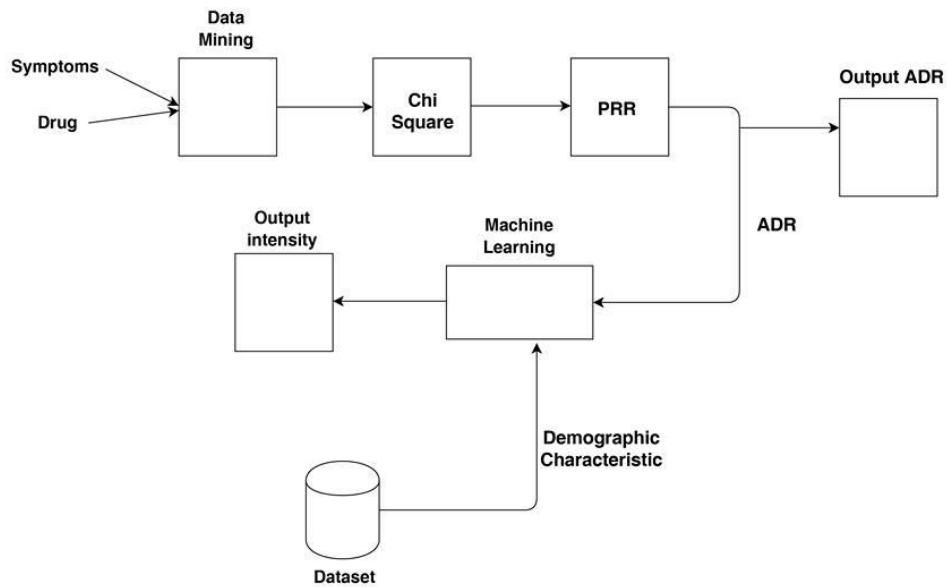 Data
Mining
Symptoms
Drug
Chi
Square
PRR
Output ADR
ADR
Output
intensity
Machine
Learning
Demographic
Characteristic
Dataset